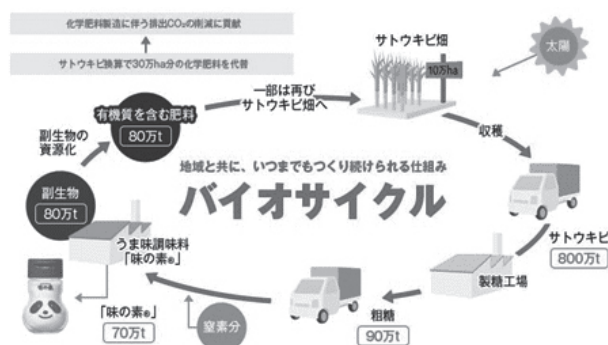 化学肥料製造に伴う排出CO₂の削減に貢献
サトウキビ換算で30万ha分の化学肥料を代替
有機質を含む肥料
80万t
一部は再び
サトウキビ畑へ
サトウキビ畑
10万ha
太陽
収穫
副生物の
資源化
地域と共に、いつまでもつくり続けられる仕組み
バイオサイクル
副生物
80万t
うま味調味料
「味の素®」
サトウキビ
800万t
製糖工場
粗糖
90万t
窒素分
「味の素®」
70万t